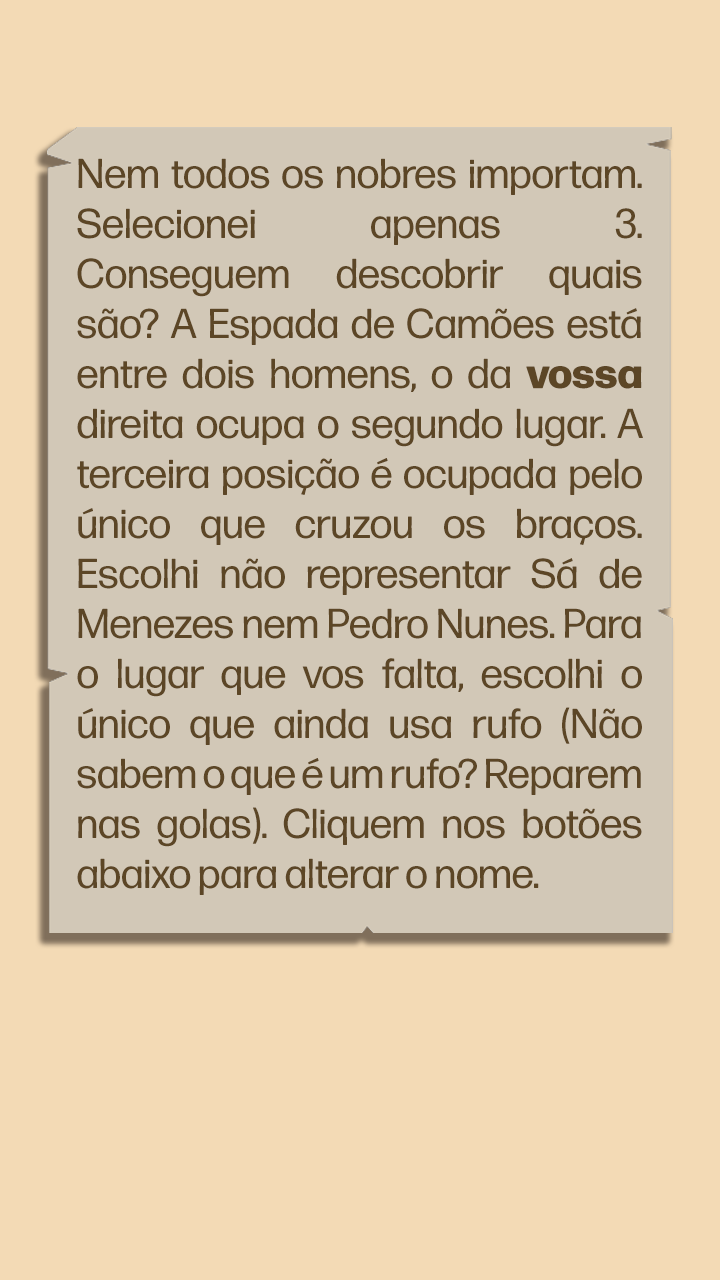 Nem todos os nobres importam.
Selecionei apenas 3.
Conseguem descobrir quais
são? A Espada de Camões está
entre dois homens, o da vossa
direita ocupa o segundo lugar. A
terceira posição é ocupada pelo
único que cruzou os braços.
Escolhi não representar Sá de
Menezes nem Pedro Nunes. Para
o lugar que vos falta, escolhi o
único que ainda usa rufo (Não
sabem o que é um rufo? Reparem
nas golas). Cliquem nos botões
abaixo para alterar o nome.